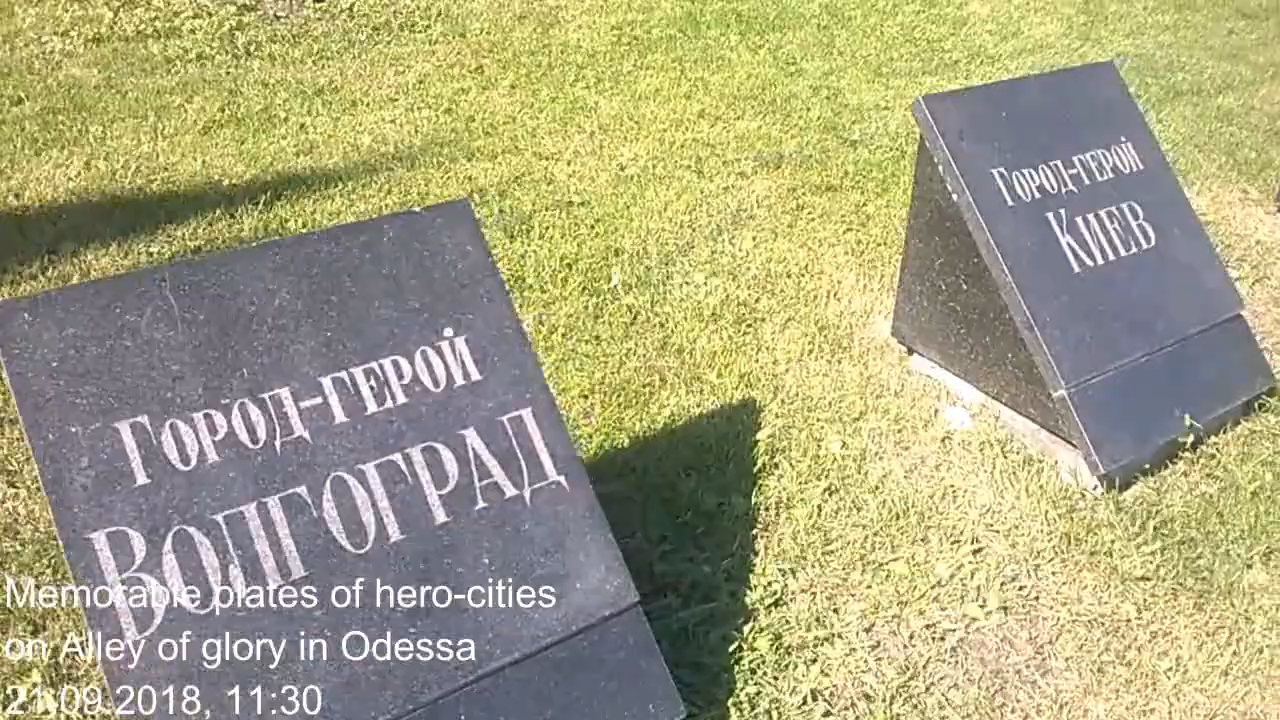 Город-герой
Киев
Город-герой
Волгоград
Memorable plates of hero-cities
on Alley of glory in Odessa
21.09.2018, 11:30